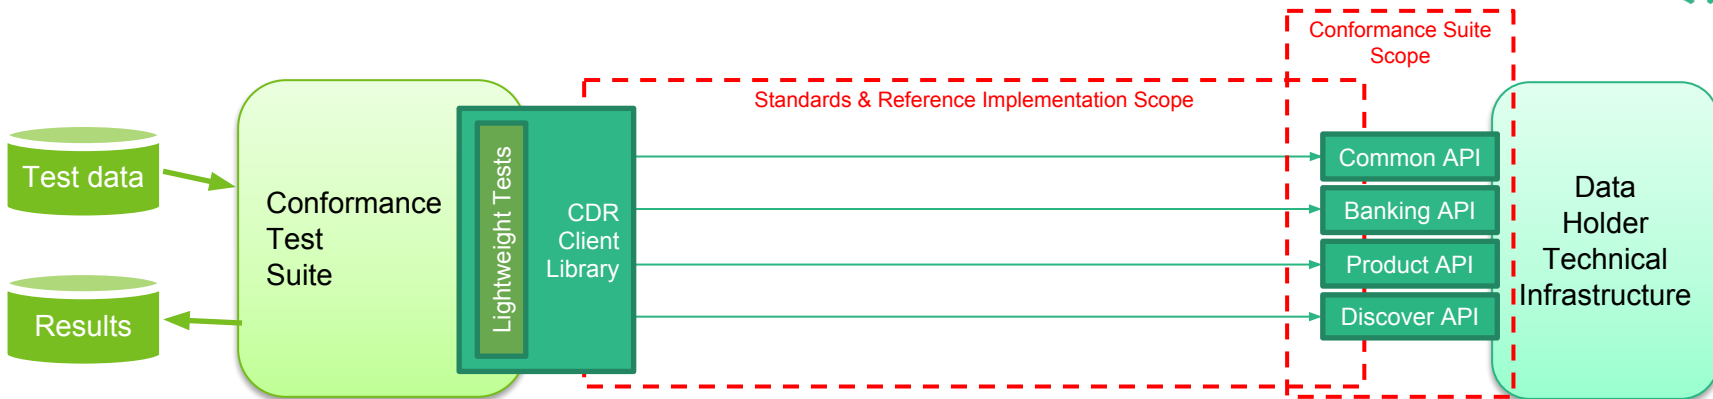 Conformance Suite
Scope
Standards & Reference Implementation Scope
Test data
Results
Conformance
Test
Suite
Lightweight Tests
CDR
Client
Library
Common API
Banking API
Product API
Discover API
Data
Holder
Technical
Infrastructure